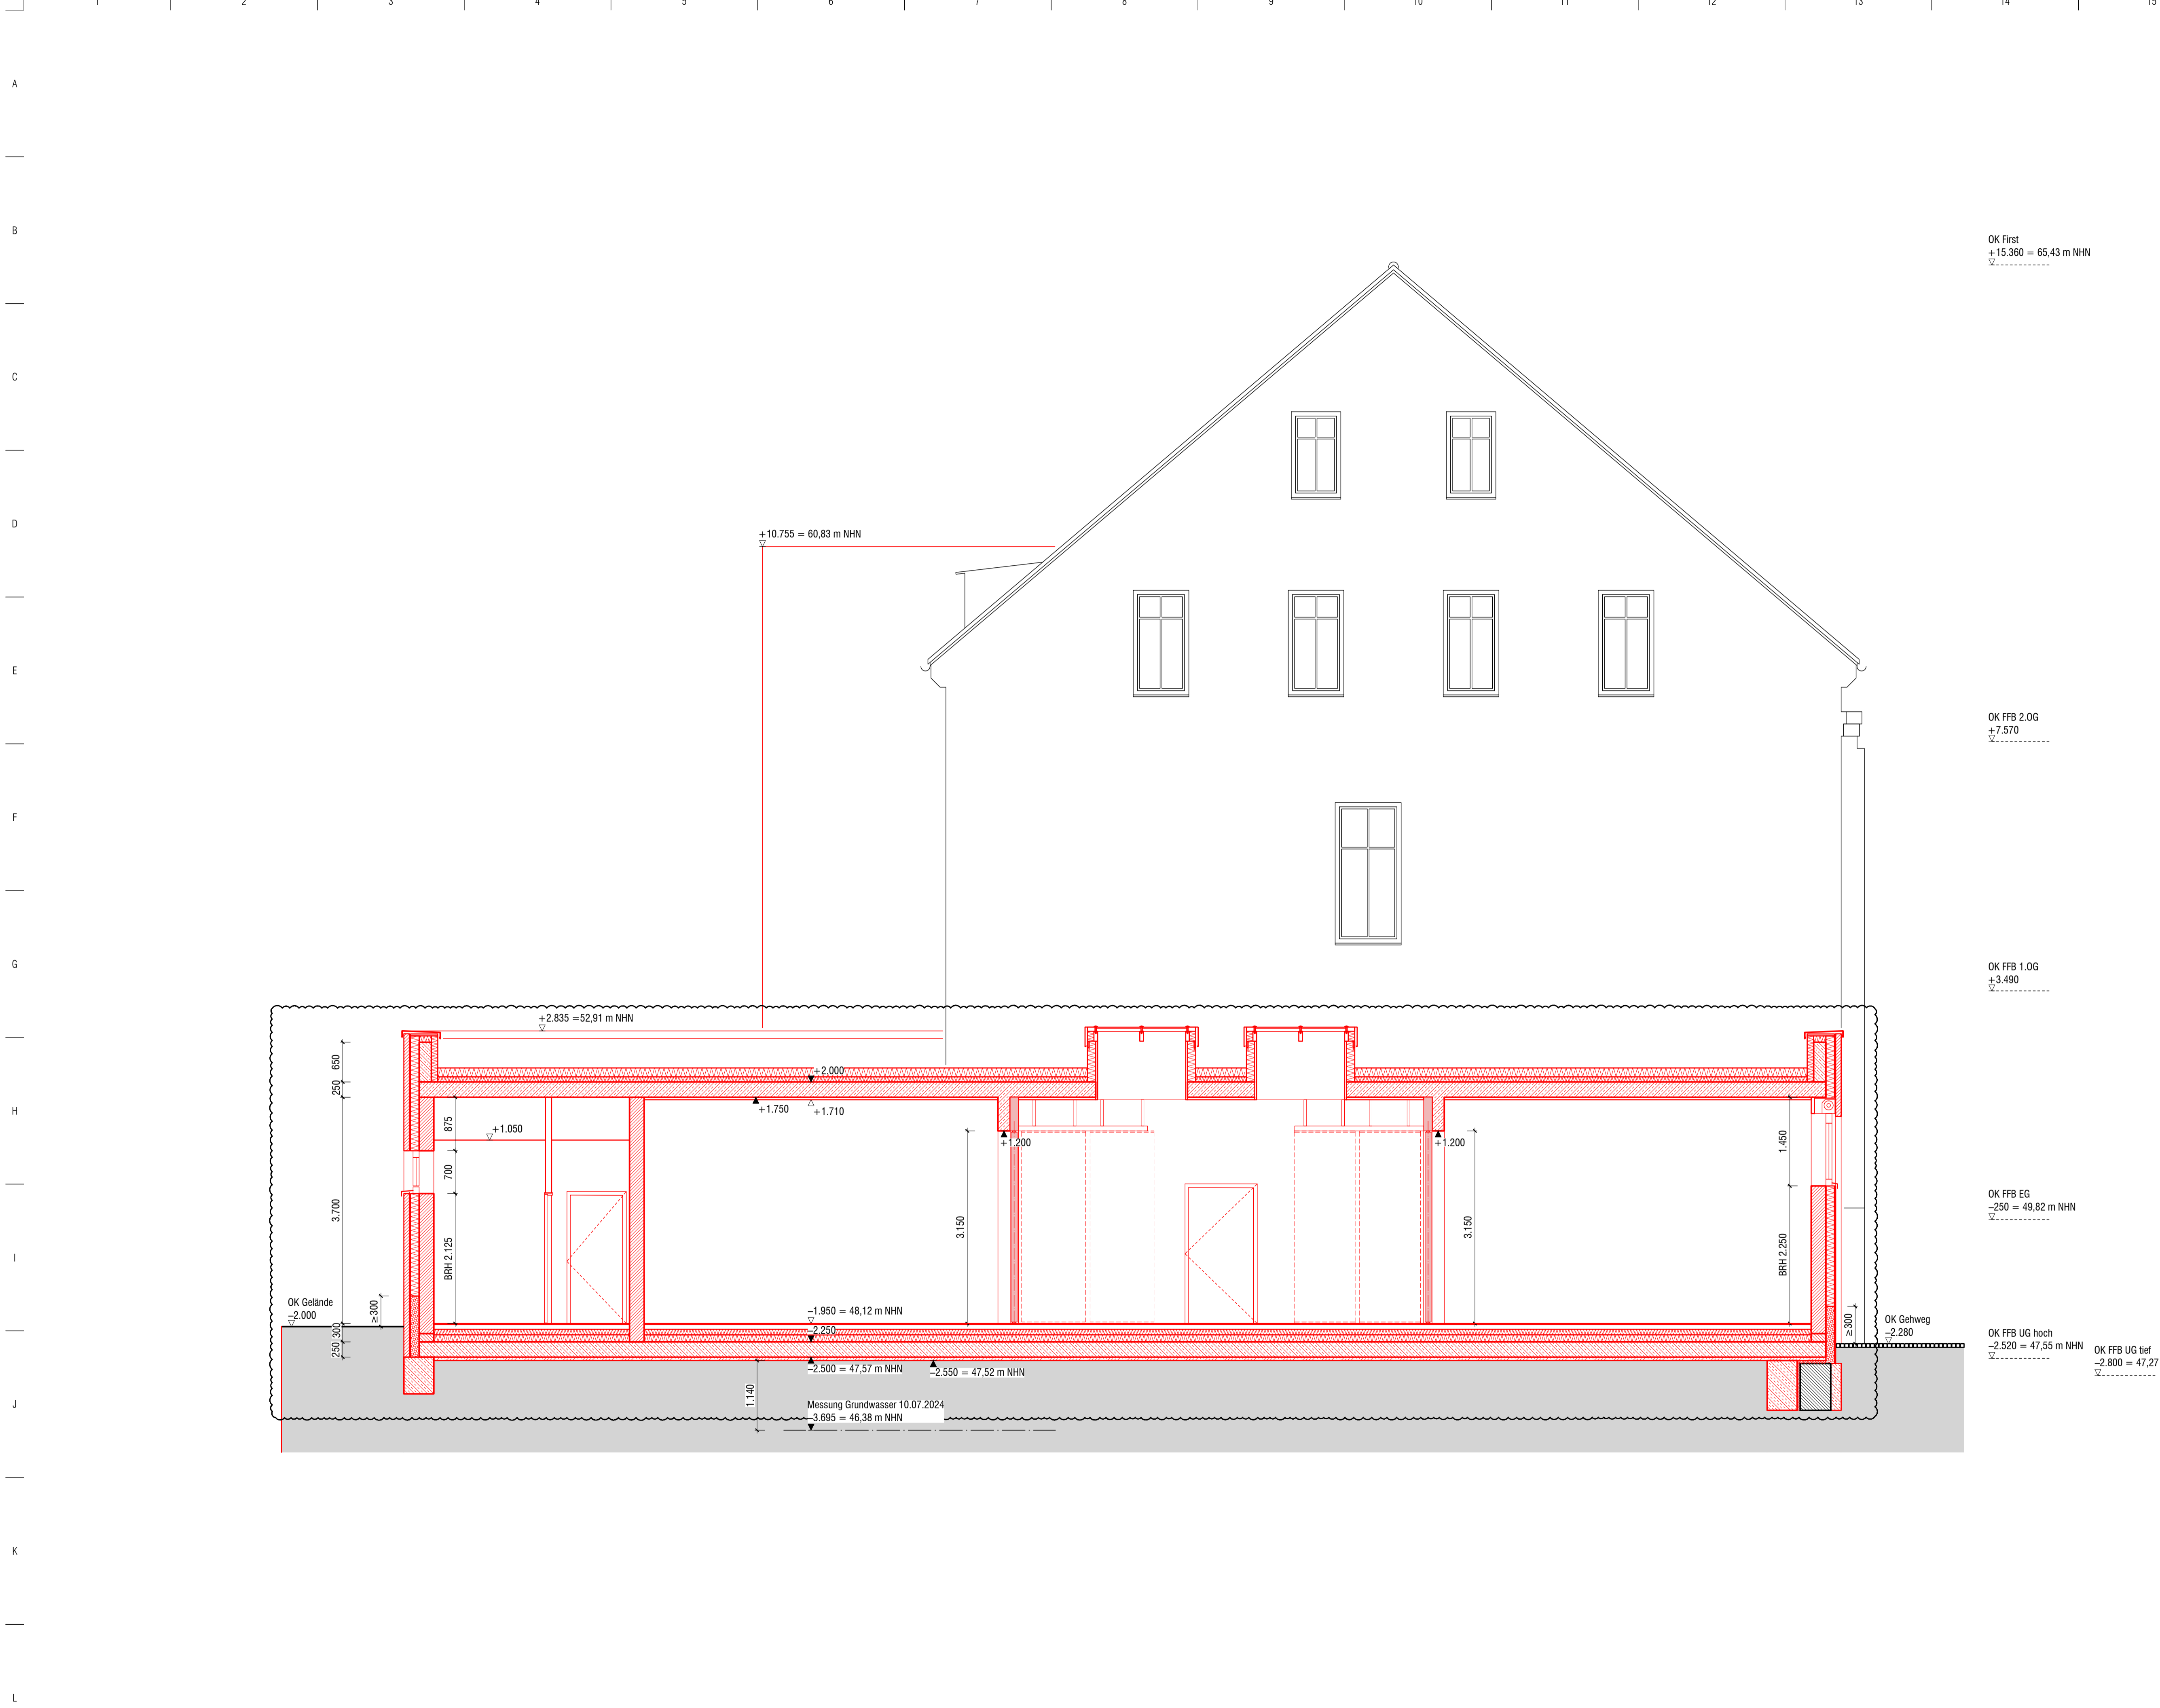 1 2 3 4 5 6 7 8 9 10 11 12 13 14 15
A
B
OK First
+15.360 = 65,43 m NHN
C
D
+10.755 = 60,83 m NHN
E
OK FFB 2.OG
+7.570
F
G
OK FFB 1.OG
+3.490
+2.835 =52,91 m NHN
650
250
+2.000
+1.750
+1.710
H
875
+1.050
+1.200
+1.200
1.450
700
3.700
OK FFB EG
–250 = 49,82 m NHN
3.150
3.150
BRH 2.125
BRH 2.250
I
OK Gelände
–2.000
≥300
–1.950 = 48,12 m NHN
–2.250
300
250
≥300
OK Gehweg
–2.280
OK FFB UG hoch
–2.520 = 47,55 m NHN
OK FFB UG tief
–2.800 = 47,27
–2.500 = 47,57 m NHN
–2.550 = 47,52 m NHN
1.140
J
Messung Grundwasser 10.07.2024
–3.695 = 46,38 m NHN
K
L